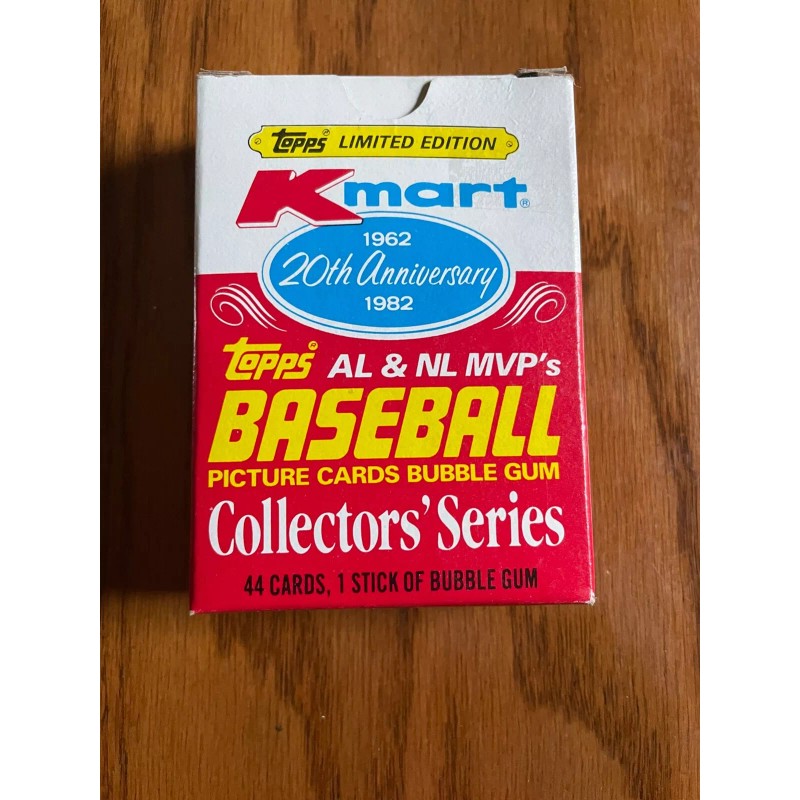 Topps® LIMITED EDITION
Kmart®
1962
20th Anniversary
1982
Topps® AL & NL MVP's
BASEBALL
PICTURE CARDS BUBBLE GUM
Collectors' Series
44 CARDS, 1 STICK OF BUBBLE GUM